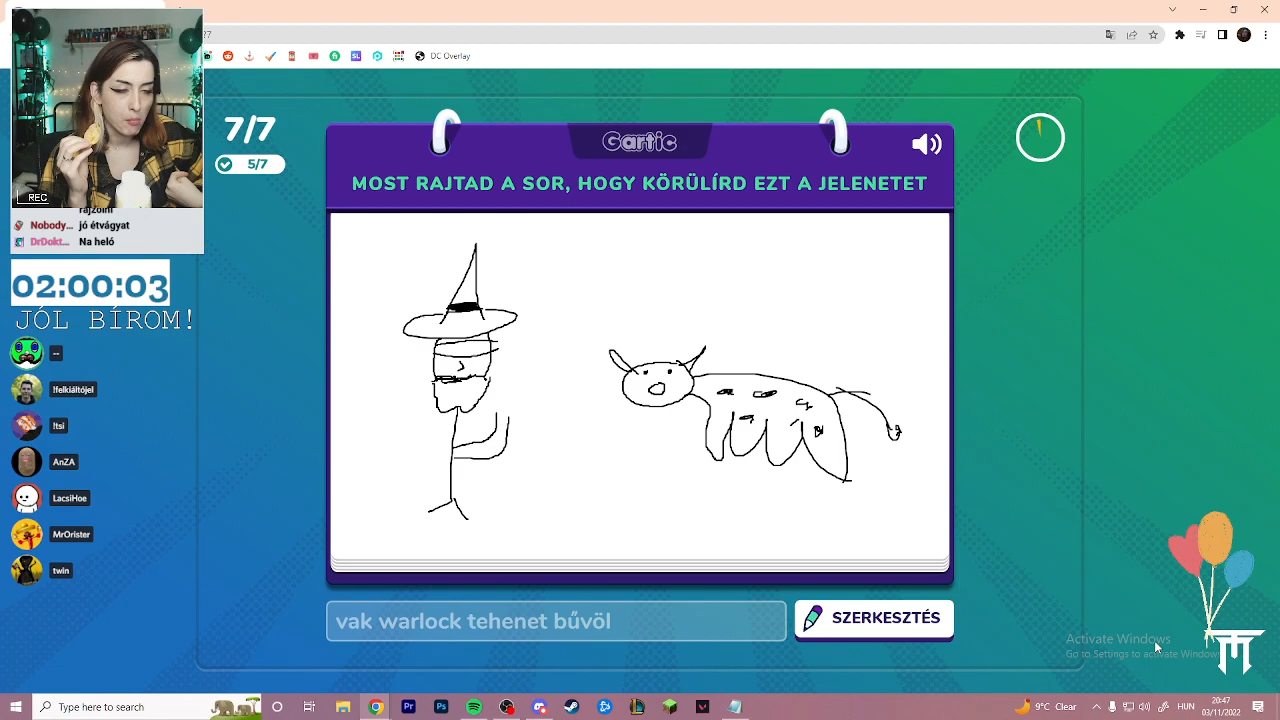 27
DC Overlay
REC
rajzolni
Nobody... jó étvágyat
DrDokt... Na heló
02:00:03
JÓL BÍROM!
--
!felkiáltójel
!tsi
AnZA
LacsiHoe
MrOrister
twin
7/7
5/7
Gartic
MOST RAJTAD A SOR, HOGY KÖRÜLÍRD EZT A JELENETET
vak warlock tehenet bűvöl
SZERKESZTÉS
Activate Windows
Go to Settings to activate Windows
Type here to search
9°C Clear
HUN
20:47
03/11/2022